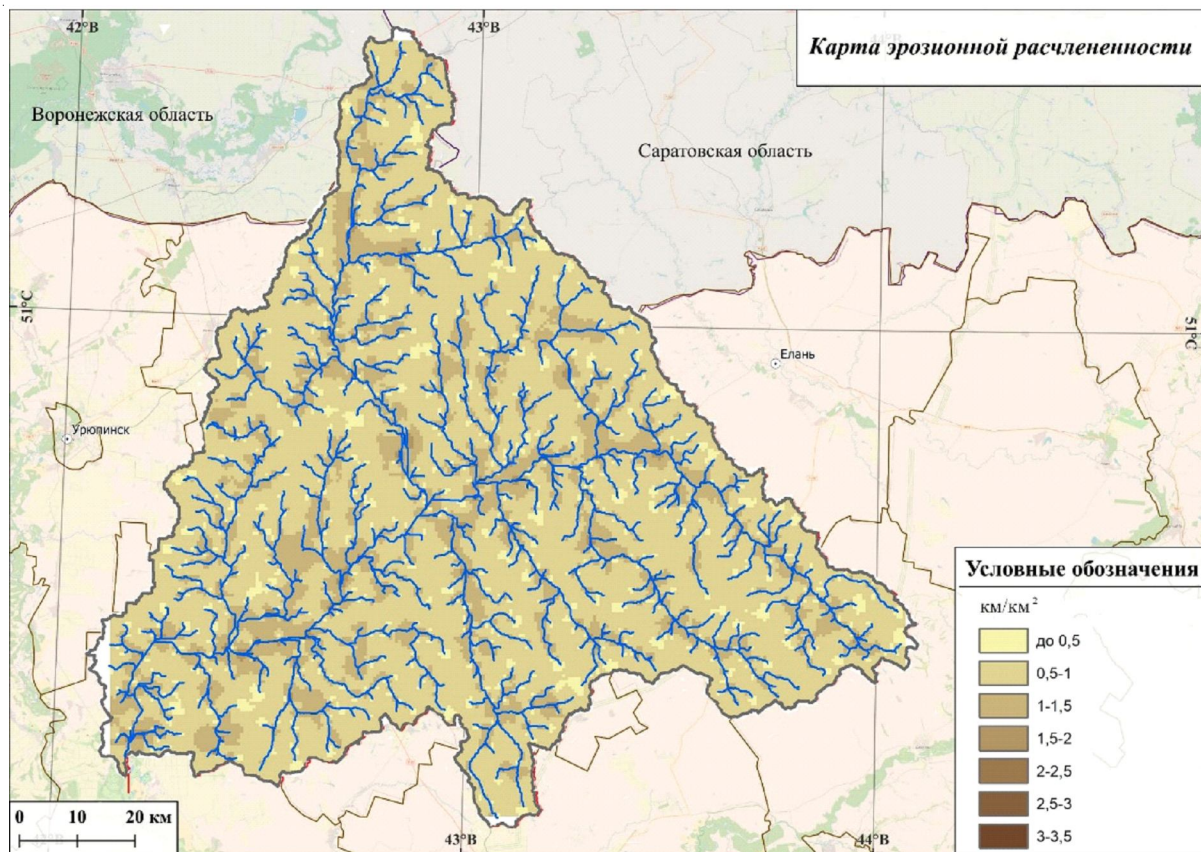 42°В
43°В
44°В
Карта эрозионной расчлененности
Воронежская область
Саратовская область
51°С
51°С
Елань
Урюпинск
Условные обозначения
км/км²
до 0,5
0,5-1
1-1,5
1,5-2
2-2,5
2,5-3
3-3,5
0 10 20 км
42°В
43°В
44°В